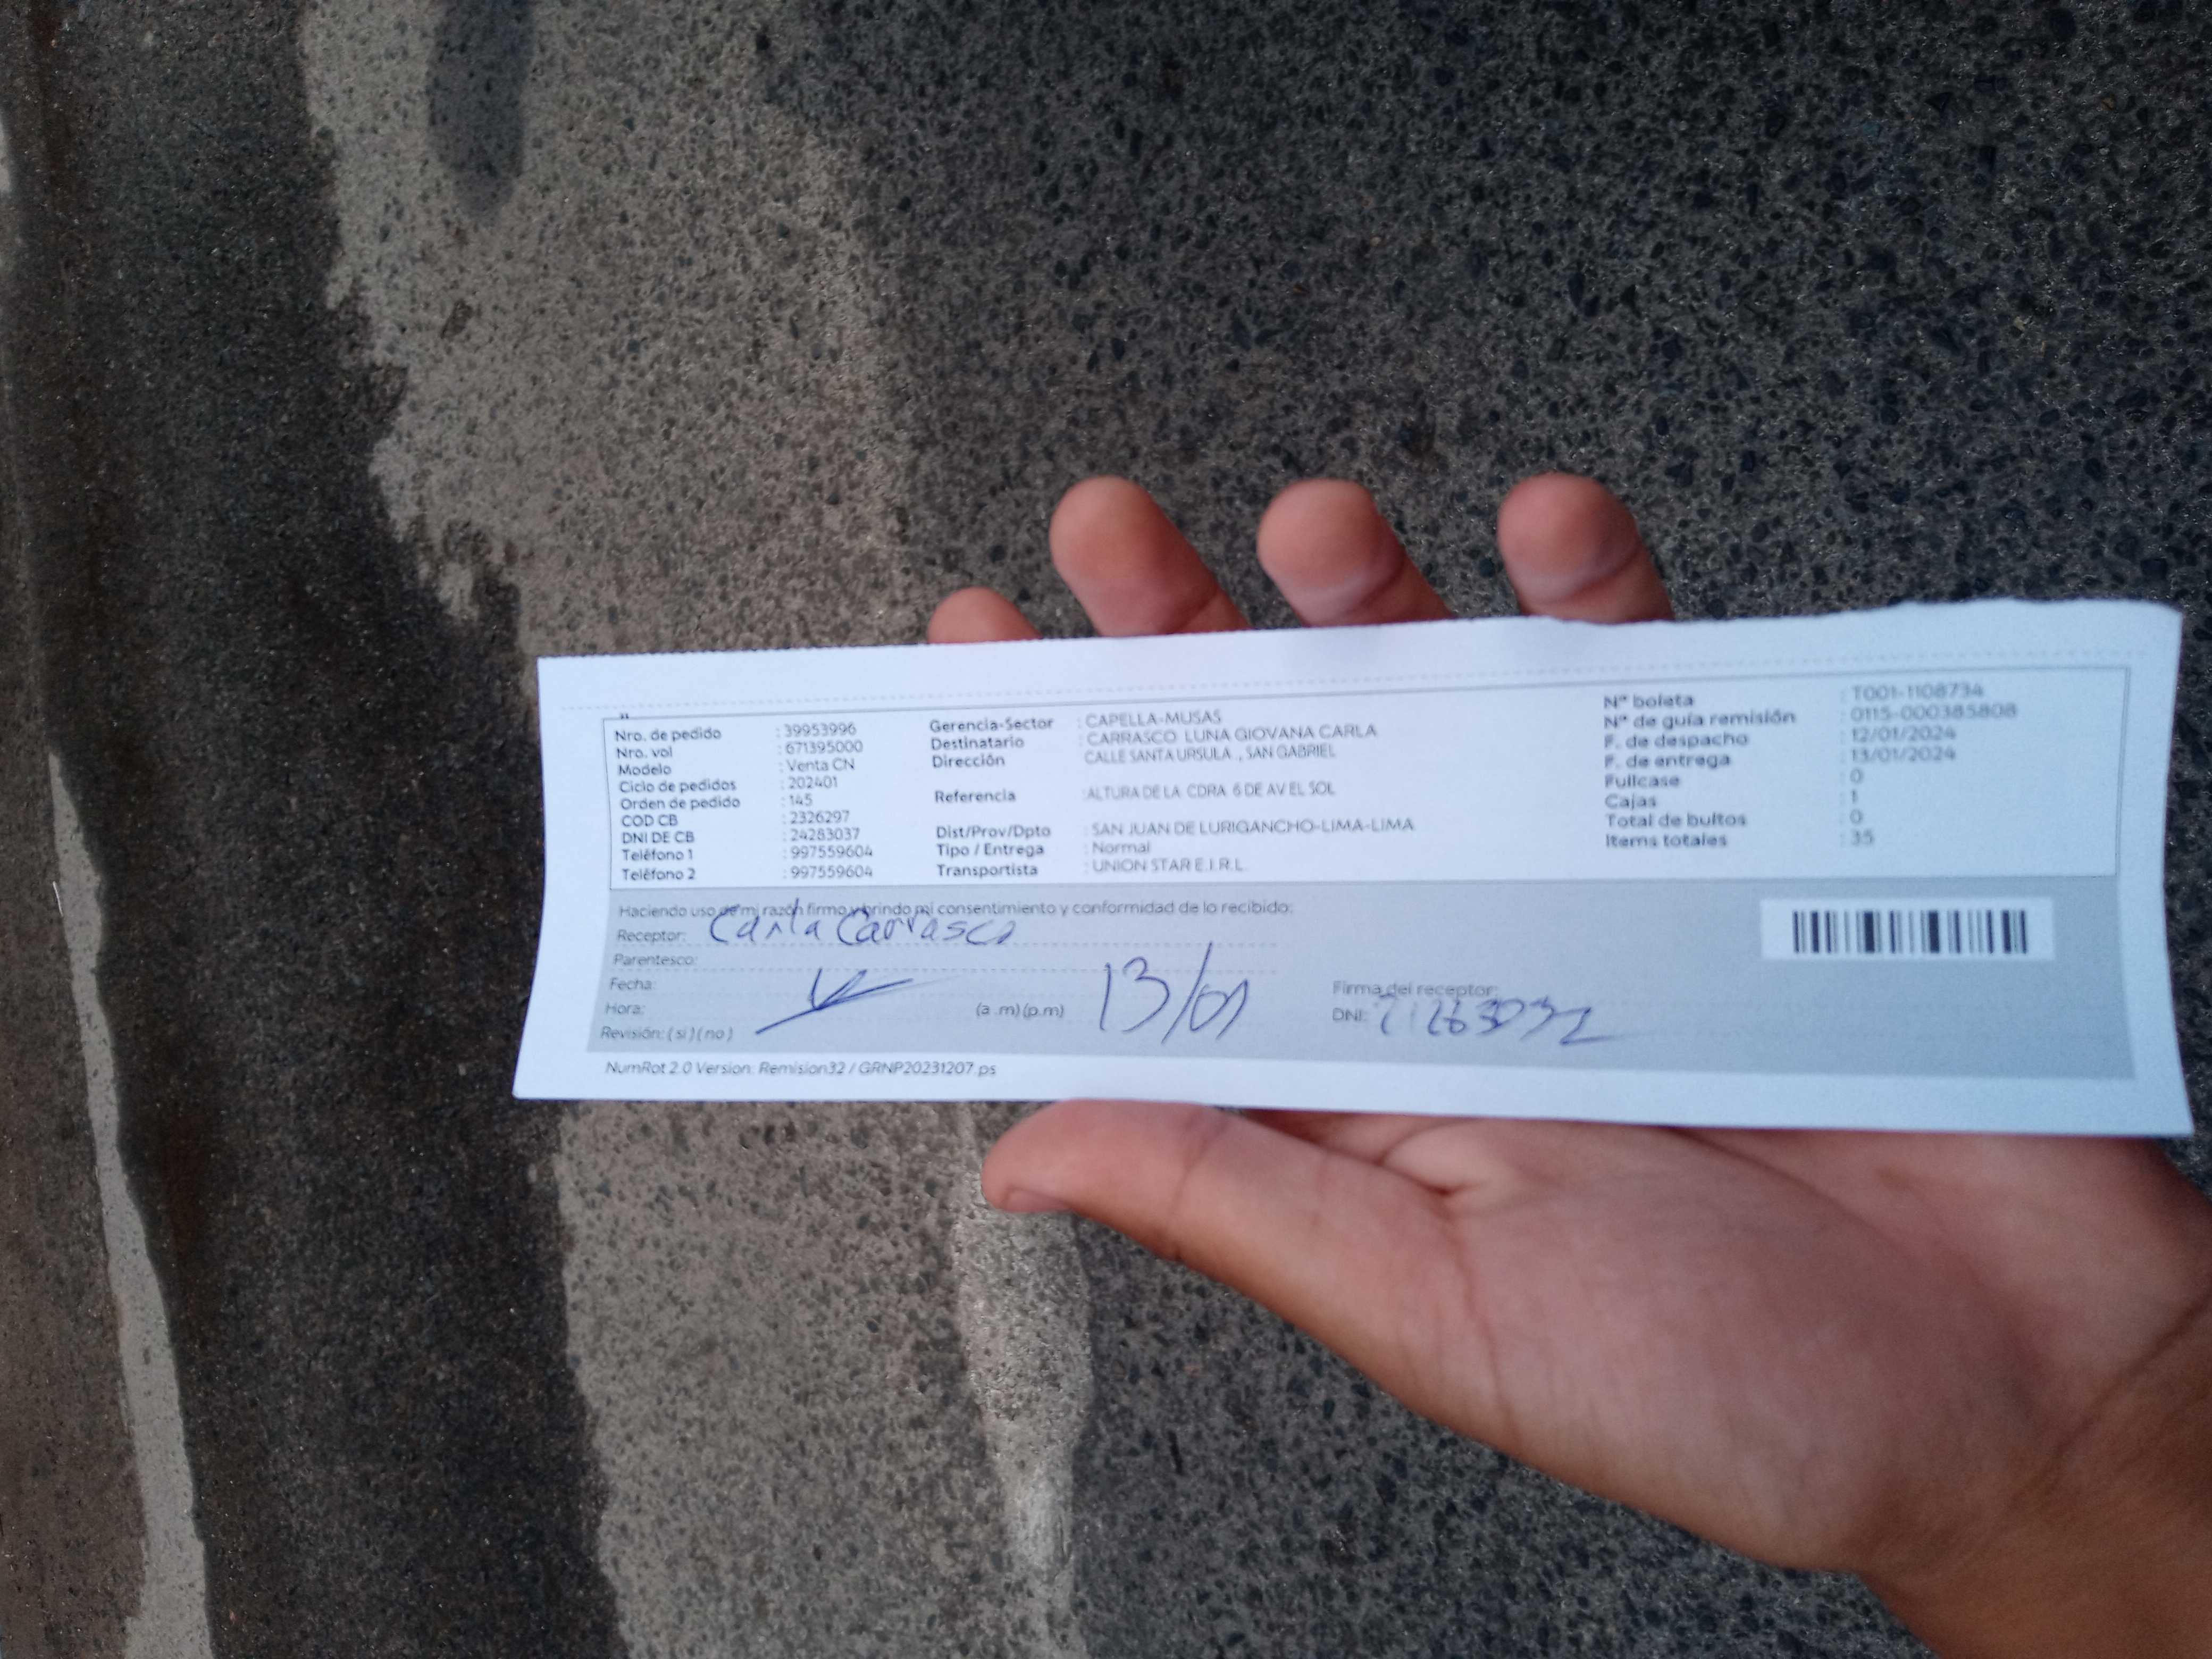 Nro. de pedido : 39953996
Nro. vol : 671395000
Modelo : Venta CN
Ciclo de pedidos : 202401
Orden de pedido : 145
COD CB : 2326297
DNI DE CB : 24283037
Teléfono 1 : 997559604
Teléfono 2 : 997559604
Gerencia-Sector : CAPELLA-MUSAS
Destinatario : CARRASCO LUNA GIOVANA CARLA
Dirección : CALLE SANTA URSULA , SAN GABRIEL
Referencia : ALTURA DE LA CDRA 6 DE AV EL SOL
Dist/Prov/Dpto : SAN JUAN DE LURIGANCHO-LIMA-LIMA
Tipo / Entrega : Normal
Transportista : UNION STAR E.I.R.L.
N° boleta : T001-1108734
N° de guía remisión : 0115-000385808
F. de despacho : 12/01/2024
F. de entrega : 13/01/2024
Fullcase : 0
Cajas : 1
Total de bultos : 0
Items totales : 35
Haciendo uso de mi razón firmo y brindo mi consentimiento y conformidad de lo recibido:
Receptor: Carla Carrasco
Parentesco:
Fecha:
Hora: (a.m) (p.m) 13/01
Revisión: ( si ) ( no )
Firma del receptor:
DNI:
NumRot 2.0 Version: Remision32 / GRNP20231207.ps